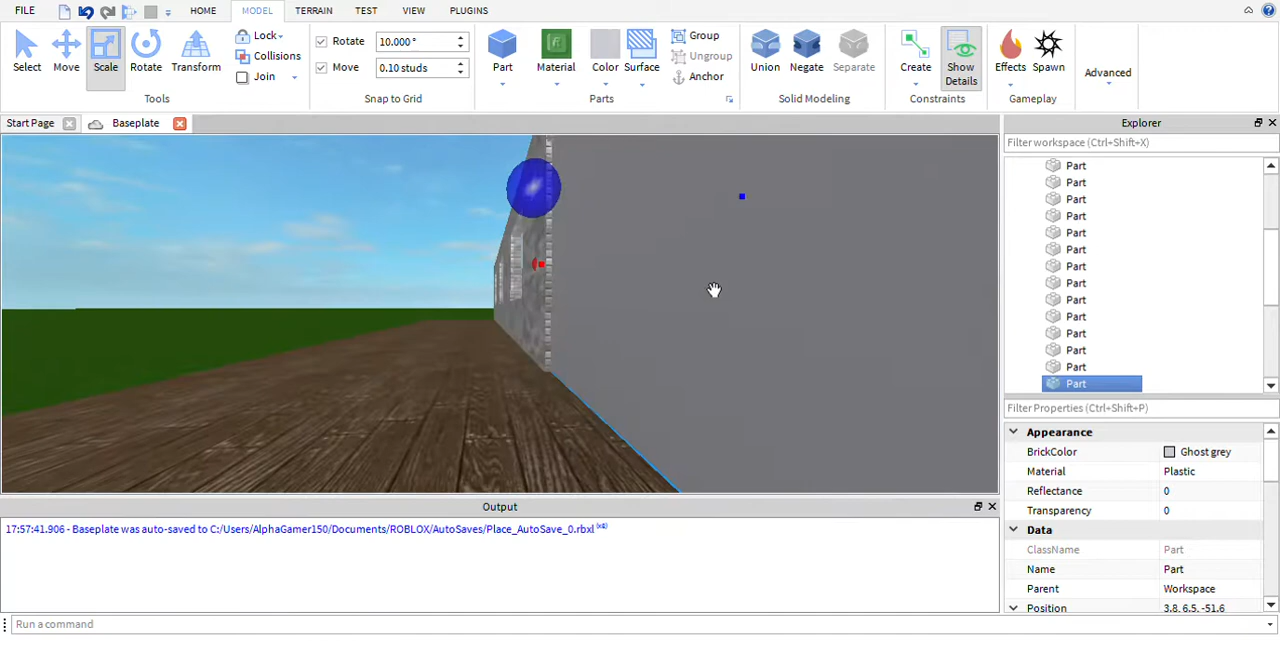 FILE HOME MODEL TERRAIN TEST VIEW PLUGINS
Select Move Scale Rotate Transform
Lock
Collisions
Join
Tools
Rotate 10.000 °
Move 0.10 studs
Snap to Grid
Part Material Color Surface
Group
Ungroup
Anchor
Parts
Union Negate Separate
Solid Modeling
Create Show Details
Constraints
Effects Spawn
Gameplay
Advanced
Start Page Baseplate
Explorer
Filter workspace (Ctrl+Shift+X)
Part
Part
Part
Part
Part
Part
Part
Part
Part
Part
Part
Part
Part
Part
Filter Properties (Ctrl+Shift+P)
Appearance
BrickColor Ghost grey
Material Plastic
Reflectance 0
Transparency 0
Data
ClassName Part
Name Part
Parent Workspace
Position 3.8, 6.5, -51.6
Output
17:57:41.906 - Baseplate was auto-saved to C:/Users/AlphaGamer150/Documents/ROBLOX/AutoSaves/Place_AutoSave_0.rbxl
Run a command